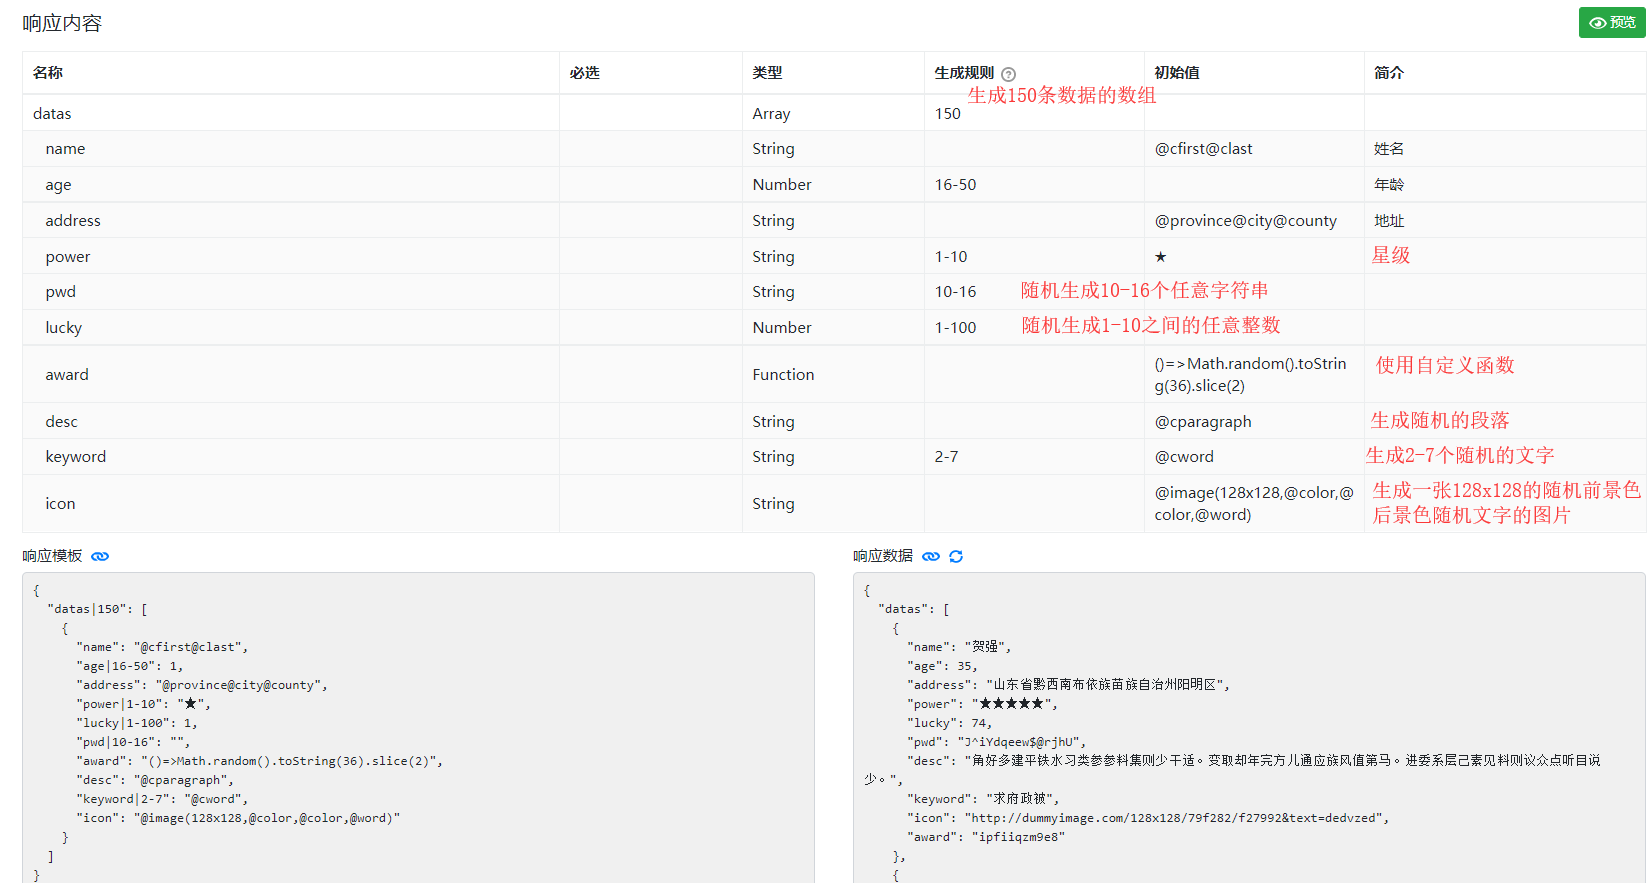 响应内容
预览
名称 必选 类型 生成规则 初始值 简介
生成150条数据的数组
datas Array 150
name String @cfirst@clast 姓名
age Number 16-50 年龄
address String @province@city@county 地址
power String 1-10 ★ 星级
pwd String 10-16 随机生成10-16个任意字符串
lucky Number 1-100 随机生成1-10之间的任意整数
award Function ()=>Math.random().toStrin
g(36).slice(2) 使用自定义函数
desc String @cparagraph 生成随机的段落
keyword String 2-7 @cword 生成2-7个随机的文字
icon String @image(128x128,@color,@
color,@word) 生成一张128x128的随机前景色
后景色随机文字的图片
响应模板
{
"datas|150": [
{
"name": "@cfirst@clast",
"age|16-50": 1,
"address": "@province@city@county",
"power|1-10": "★",
"lucky|1-100": 1,
"pwd|10-16": "",
"award": "()=>Math.random().toString(36).slice(2)",
"desc": "@cparagraph",
"keyword|2-7": "@cword",
"icon": "@image(128x128,@color,@color,@word)"
}
]
}
响应数据
{
"datas": [
{
"name": "贺强",
"age": 35,
"address": "山东省黔西南布依族苗族自治州阳明区",
"power": "★★★★★",
"lucky": 74,
"pwd": "J^iYdqeew$@rjhU",
"desc": "角好多建平铁水习类参参料集则少干适。变取却年完方儿通应族风值第马。进委系层己素见料则议众点听目说
少。",
"keyword": "求府政被",
"icon": "http://dummyimage.com/128x128/79f282/f27992&text=dedvzed",
"award": "ipfiiqzm9e8"
},
{